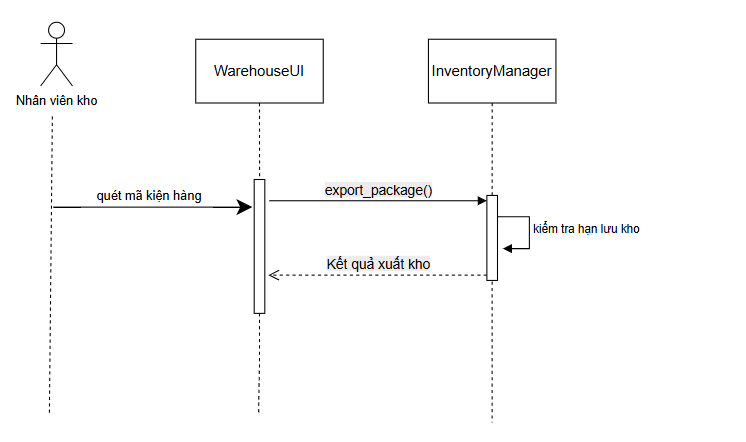 WarehouseUI
InventoryManager
Nhân viên kho
quét mã kiện hàng
export_package()
kiểm tra hạn lưu kho
Kết quả xuất kho